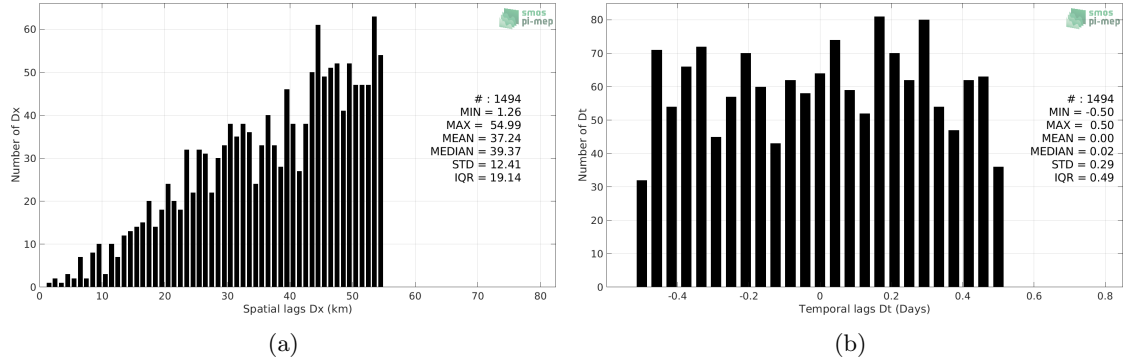 smos
pi-mep
60
50
40
30
20
10
0
Number of Dx
# : 1494
MIN = 1.26
MAX = 54.99
MEAN = 37.24
MEDIAN = 39.37
STD = 12.41
IQR = 19.14
0 10 20 30 40 50 60 70 80
Spatial lags Dx (km)
(a)
smos
pi-mep
80
70
60
50
40
30
20
10
0
Number of Dt
# : 1494
MIN = -0.50
MAX = 0.50
MEAN = 0.00
MEDIAN = 0.02
STD = 0.29
IQR = 0.49
-0.4 -0.2 0 0.2 0.4 0.6 0.8
Temporal lags Dt (Days)
(b)